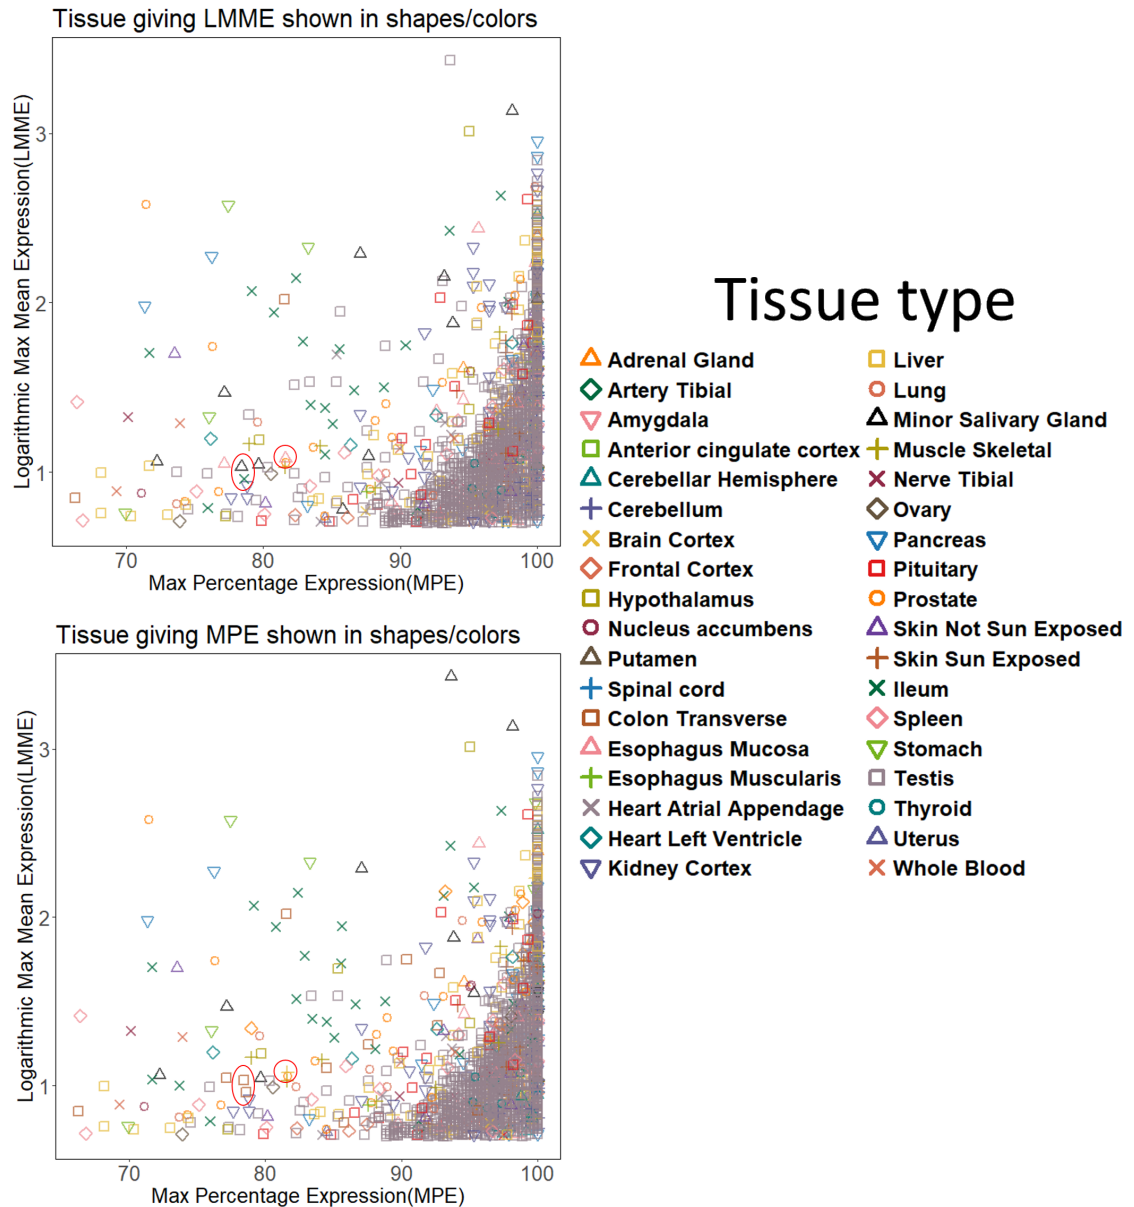 Tissue giving LMME shown in shapes/colors
Logarithmic Max Mean Expression(LMME)
3
2
1
70 80 90 100
Max Percentage Expression(MPE)
Tissue giving MPE shown in shapes/colors
Logarithmic Max Mean Expression(LMME)
3
2
1
70 80 90 100
Max Percentage Expression(MPE)
Tissue type
Adrenal Gland
Artery Tibial
Amygdala
Anterior cingulate cortex
Cerebellar Hemisphere
Cerebellum
Brain Cortex
Frontal Cortex
Hypothalamus
Nucleus accumbens
Putamen
Spinal cord
Colon Transverse
Esophagus Mucosa
Esophagus Muscularis
Heart Atrial Appendage
Heart Left Ventricle
Kidney Cortex
Liver
Lung
Minor Salivary Gland
Muscle Skeletal
Nerve Tibial
Ovary
Pancreas
Pituitary
Prostate
Skin Not Sun Exposed
Skin Sun Exposed
Ileum
Spleen
Stomach
Testis
Thyroid
Uterus
Whole Blood